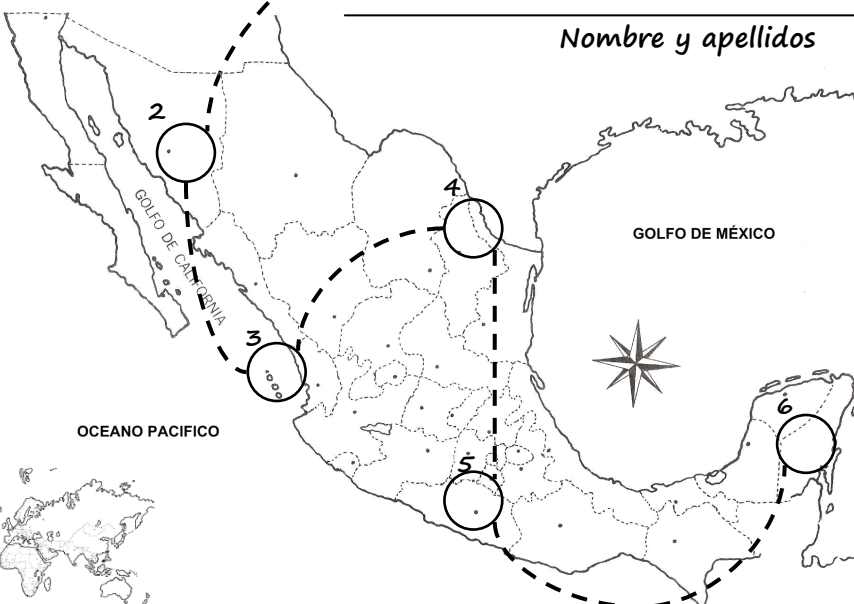 Nombre y apellidos
2
4
GOLFO DE CALIFORNIA
GOLFO DE MÉXICO
3
6
OCEANO PACIFICO
5